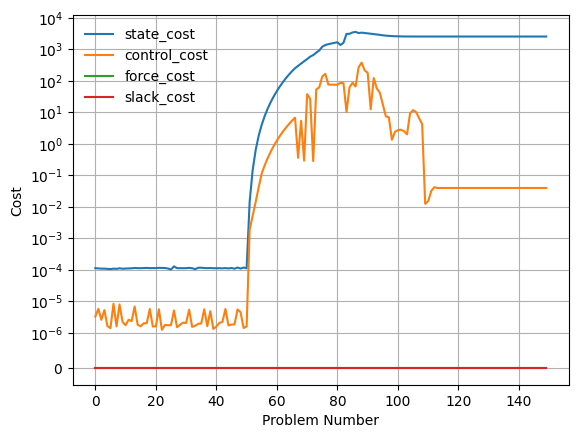 state_cost
control_cost
force_cost
slack_cost
Cost
10⁴
10³
10²
10¹
10⁰
10⁻¹
10⁻²
10⁻³
10⁻⁴
10⁻⁵
10⁻⁶
0
0 20 40 60 80 100 120 140
Problem Number